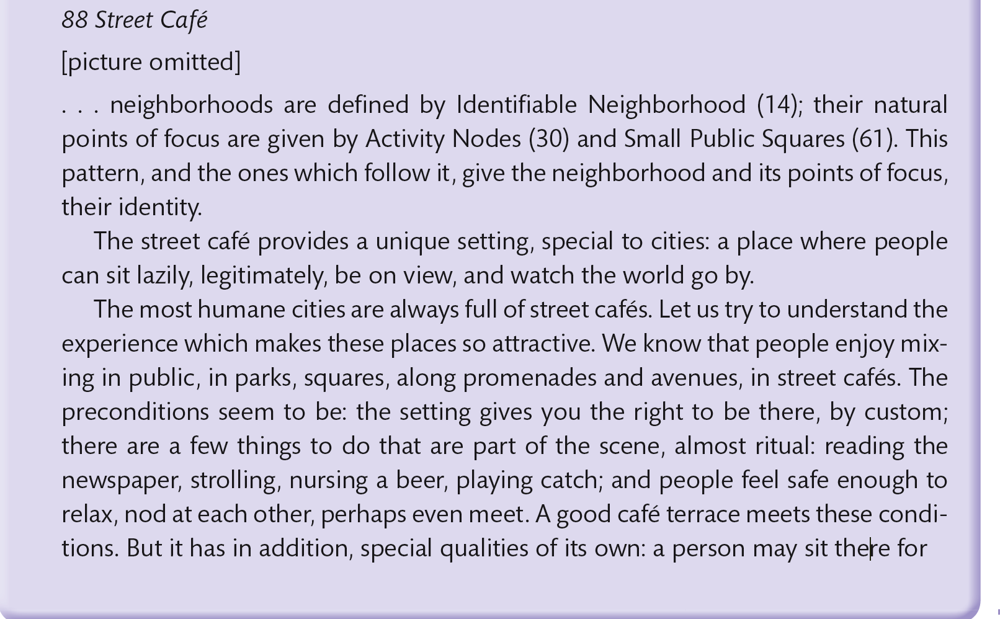 88 Street Café
[picture omitted]
. . . neighborhoods are defined by Identifiable Neighborhood (14); their natural
points of focus are given by Activity Nodes (30) and Small Public Squares (61). This
pattern, and the ones which follow it, give the neighborhood and its points of focus,
their identity.
The street café provides a unique setting, special to cities: a place where people
can sit lazily, legitimately, be on view, and watch the world go by.
The most humane cities are always full of street cafés. Let us try to understand the
experience which makes these places so attractive. We know that people enjoy mix-
ing in public, in parks, squares, along promenades and avenues, in street cafés. The
preconditions seem to be: the setting gives you the right to be there, by custom;
there are a few things to do that are part of the scene, almost ritual: reading the
newspaper, strolling, nursing a beer, playing catch; and people feel safe enough to
relax, nod at each other, perhaps even meet. A good café terrace meets these condi-
tions. But it has in addition, special qualities of its own: a person may sit there for